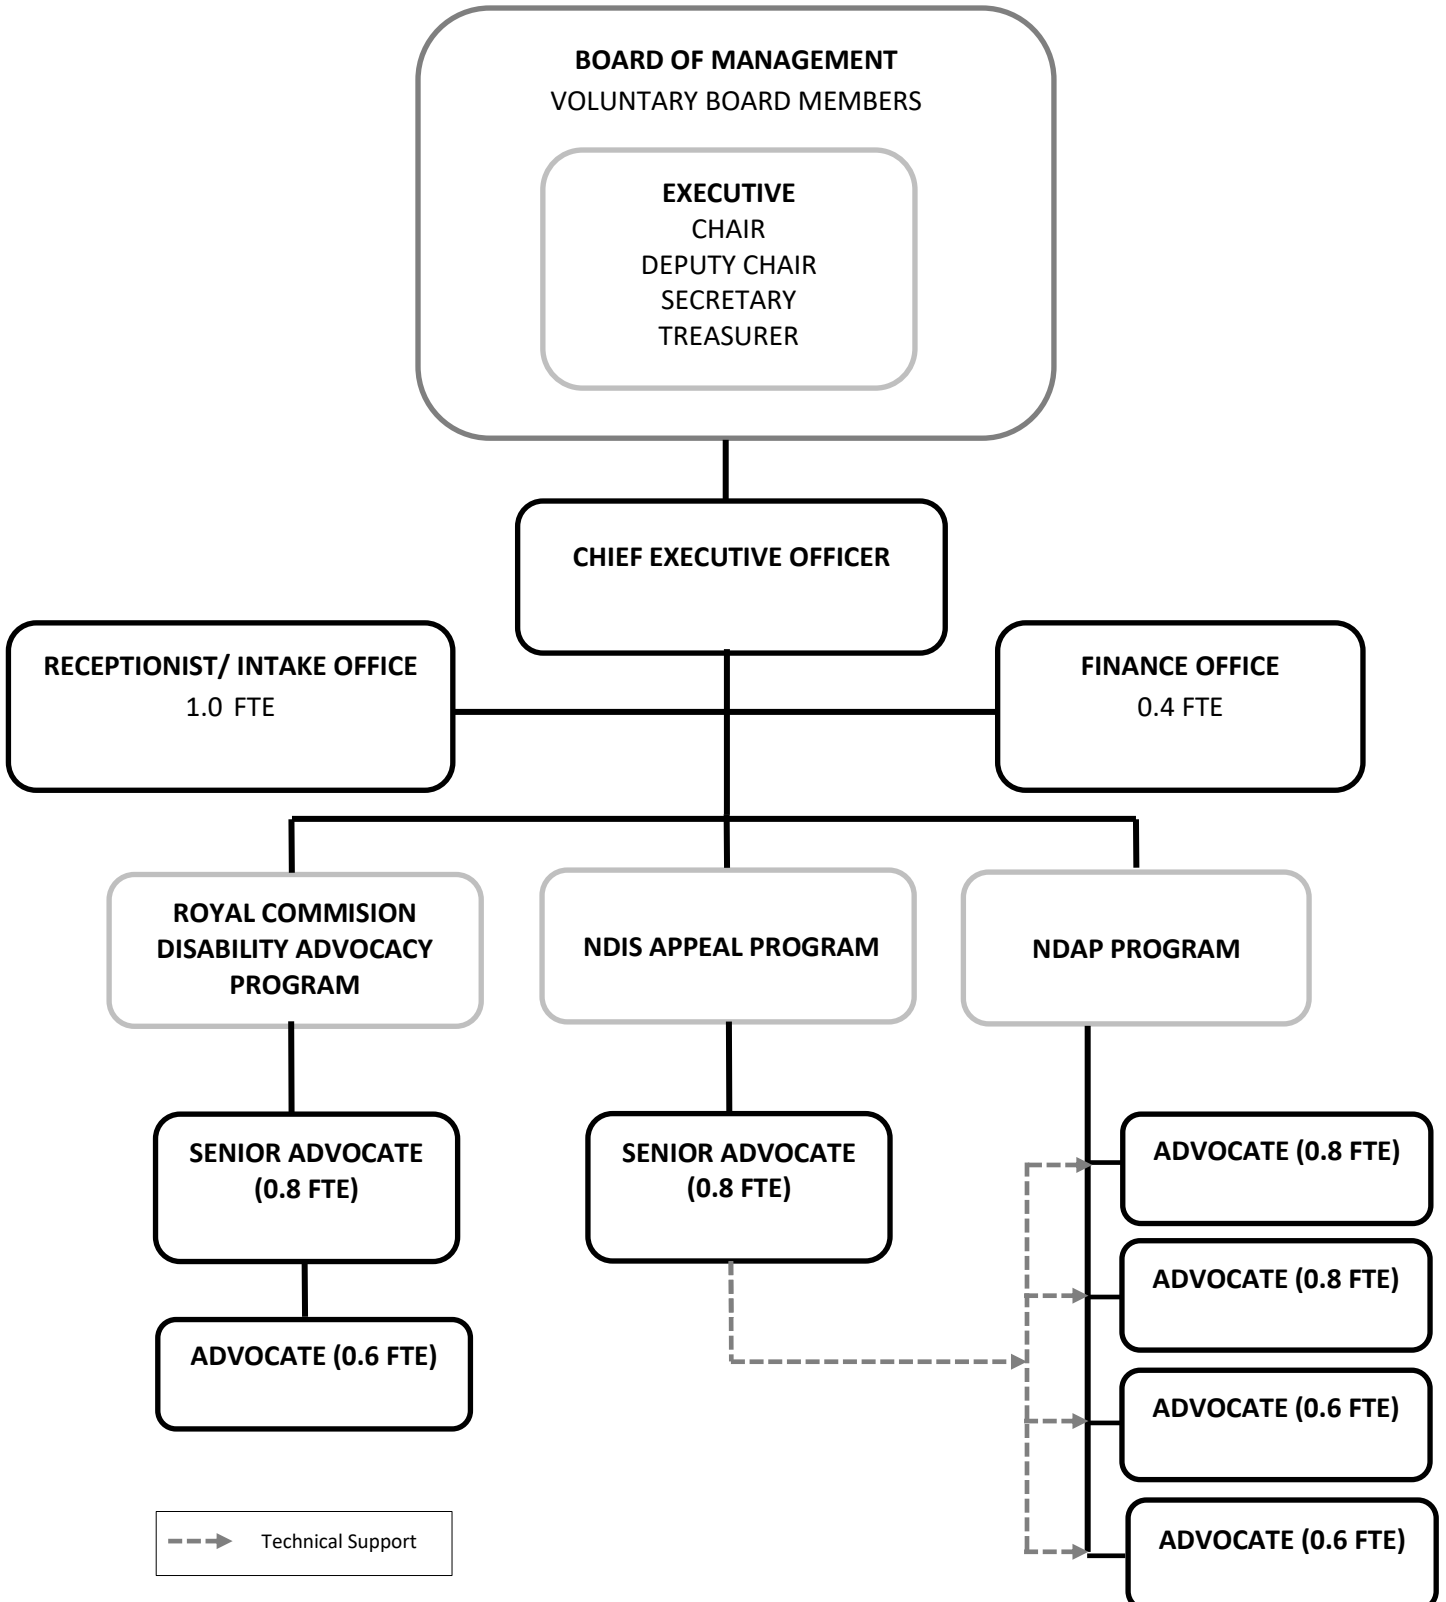 BOARD OF MANAGEMENT
VOLUNTARY BOARD MEMBERS
EXECUTIVE
CHAIR
DEPUTY CHAIR
SECRETARY
TREASURER
CHIEF EXECUTIVE OFFICER
RECEPTIONIST/ INTAKE OFFICE
1.0 FTE
FINANCE OFFICE
0.4 FTE
ROYAL COMMISION
DISABILITY ADVOCACY
PROGRAM
NDIS APPEAL PROGRAM
NDAP PROGRAM
SENIOR ADVOCATE
(0.8 FTE)
ADVOCATE (0.6 FTE)
SENIOR ADVOCATE
(0.8 FTE)
ADVOCATE (0.8 FTE)
ADVOCATE (0.8 FTE)
ADVOCATE (0.6 FTE)
ADVOCATE (0.6 FTE)
Technical Support